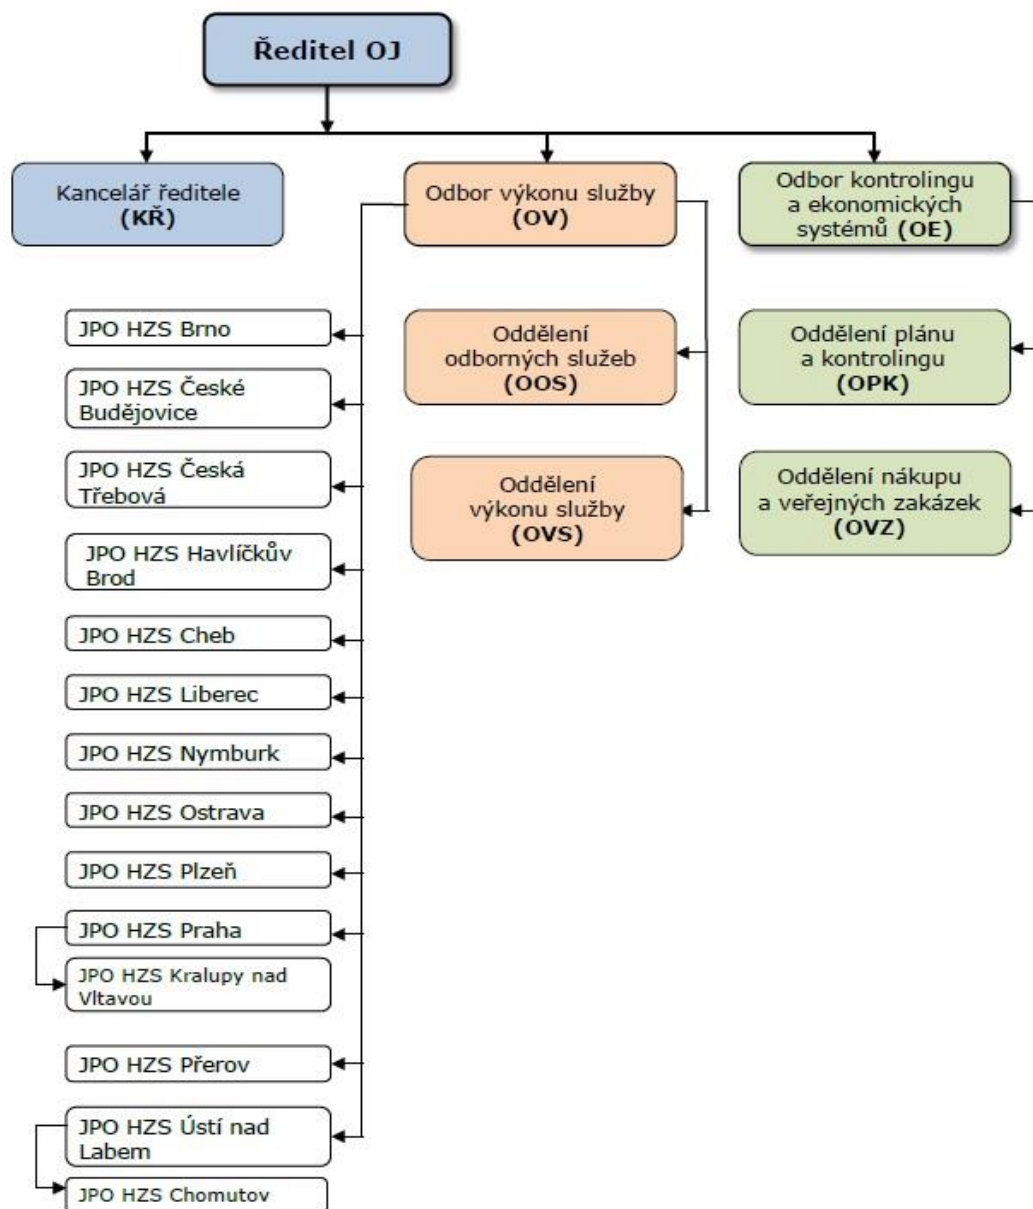 Ředitel OJ
Kancelář ředitele
(KŘ)
Odbor výkonu služby
(OV)
Odbor kontrolingu
a ekonomických
systémů (OE)
JPO HZS Brno
JPO HZS České
Budějovice
JPO HZS Česká
Třebová
JPO HZS Havlíčkův
Brod
JPO HZS Cheb
JPO HZS Liberec
JPO HZS Nymburk
JPO HZS Ostrava
JPO HZS Plzeň
JPO HZS Praha
JPO HZS Kralupy nad
Vltavou
JPO HZS Přerov
JPO HZS Ústí nad
Labem
JPO HZS Chomutov
Oddělení
odborných služeb
(OOS)
Oddělení
výkonu služby
(OVS)
Oddělení plánu
a kontrolingu
(OPK)
Oddělení nákupu
a veřejných zakázek
(OVZ)